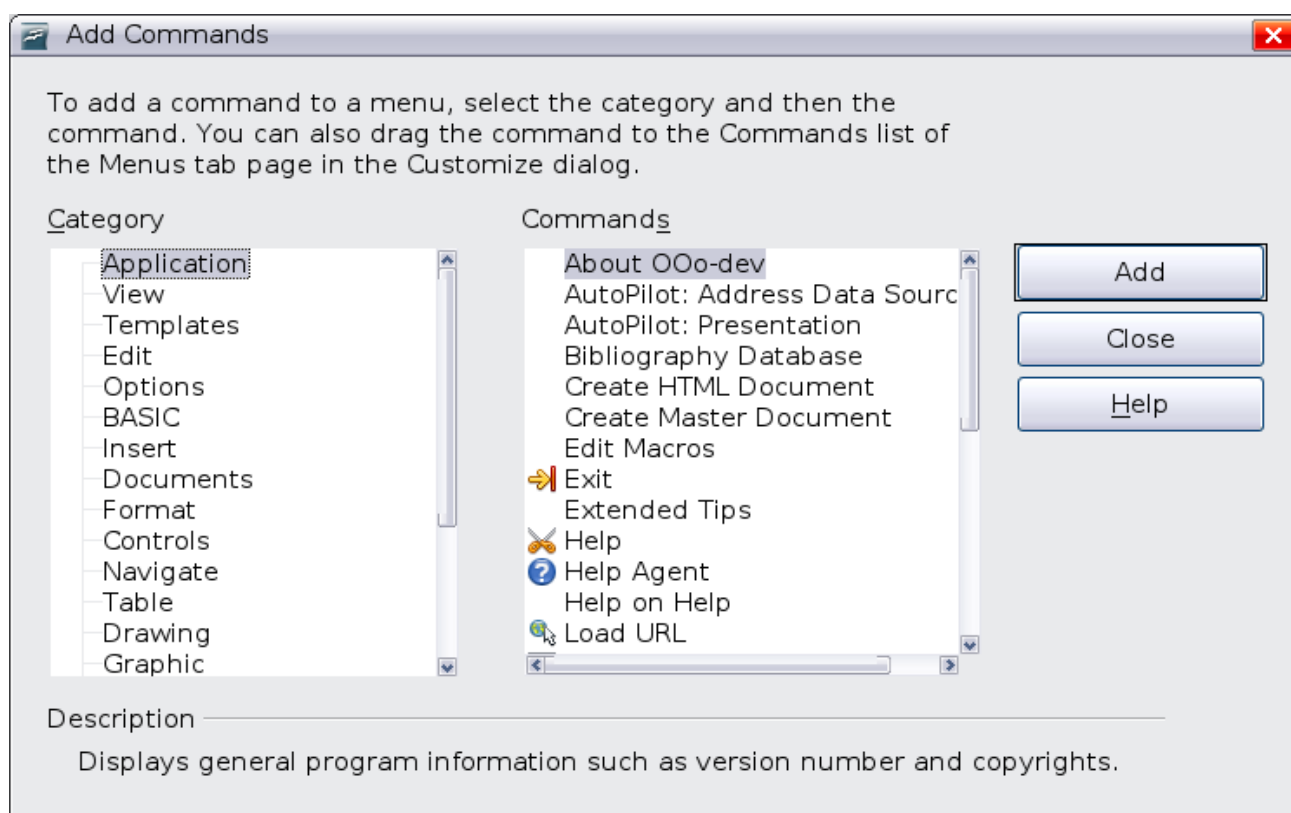 Add Commands
To add a command to a menu, select the category and then the
command. You can also drag the command to the Commands list of
the Menus tab page in the Customize dialog.
Category
Commands
Application
View
Templates
Edit
Options
BASIC
Insert
Documents
Format
Controls
Navigate
Table
Drawing
Graphic
About OOo-dev
AutoPilot: Address Data Sourc
AutoPilot: Presentation
Bibliography Database
Create HTML Document
Create Master Document
Edit Macros
Exit
Extended Tips
Help
Help Agent
Help on Help
Load URL
Add
Close
Help
Description
Displays general program information such as version number and copyrights.